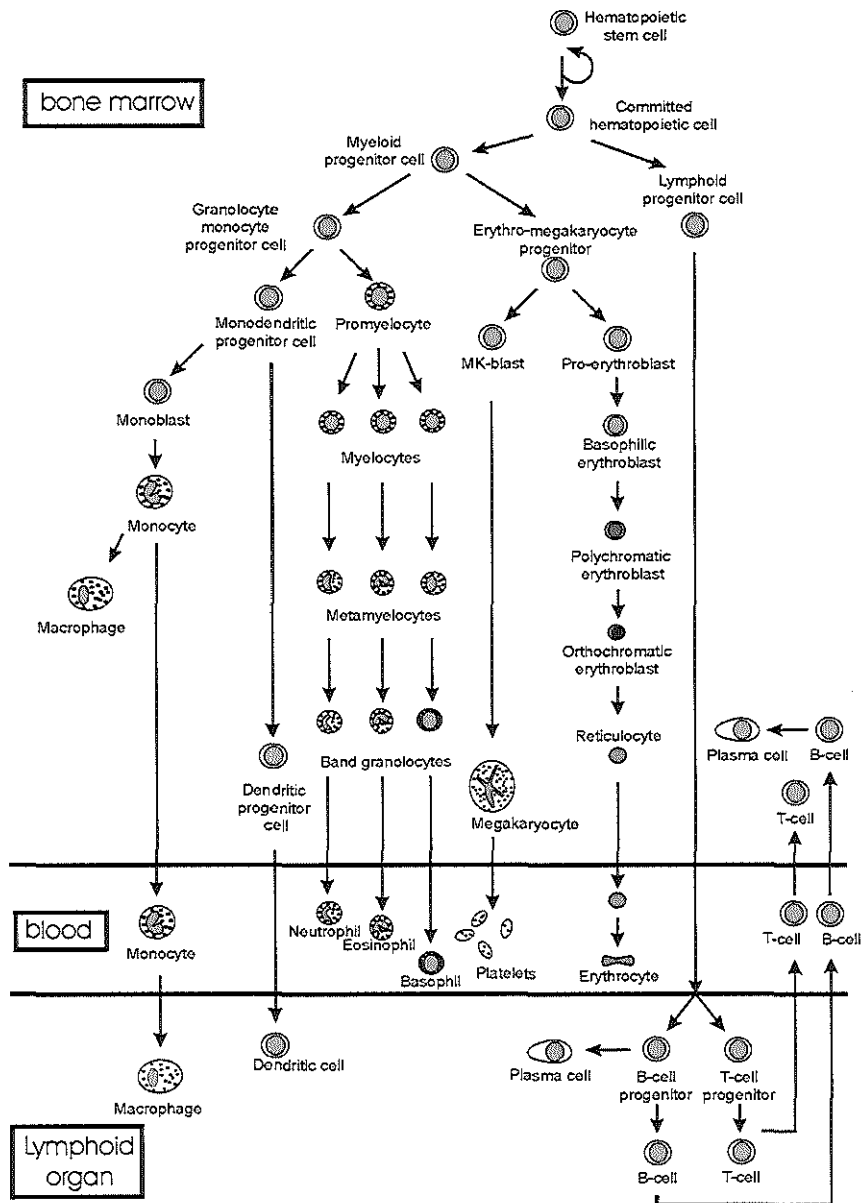 Hematopoietic
stem cell
bone marrow
Committed
hematopoietic cell
Myeloid
progenitor cell
Lymphoid
progenitor cell
Granolocyte
monocyte
progenitor cell
Erythro-megakaryocyte
progenitor
Monodendritic
progenitor cell
Promyelocyte
MK-blast
Pro-erythroblast
Monoblast
Myelocytes
Basophilic
erythroblast
Monocyte
Polychromatic
erythroblast
Macrophage
Metamyelocytes
Orthochromatic
erythroblast
Reticulocyte
Plasma cell
B-cell
Band granolocytes
Dendritic
progenitor
cell
Megakaryocyte
T-cell
blood
Monocyte
Neutrophil
Eosinophil
Basophil
Platelets
Erythrocyte
T-cell
B-cell
Macrophage
Dendritic cell
Plasma cell
B-cell
progenitor
T-cell
progenitor
Lymphoid
organ
B-cell
T-cell